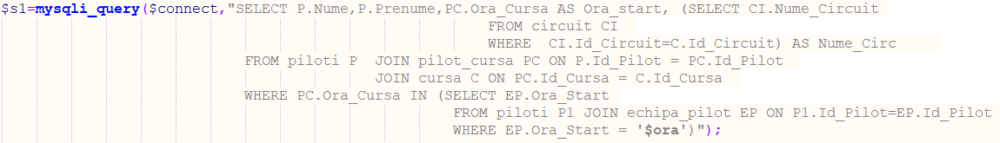 $s1=mysqli_query($connect,"SELECT P.Nume,P.Prenume,PC.Ora_Cursa AS Ora_start, (SELECT CI.Nume_Circuit
FROM circuit CI
WHERE  CI.Id_Circuit=C.Id_Circuit) AS Nume_Circ
FROM piloti P  JOIN pilot_cursa PC ON P.Id_Pilot = PC.Id_Pilot
JOIN cursa C ON PC.Id_Cursa = C.Id_Cursa
WHERE PC.Ora_Cursa IN (SELECT EP.Ora_Start
FROM piloti P1 JOIN echipa_pilot EP ON P1.Id_Pilot=EP.Id_Pilot
WHERE EP.Ora_Start = '$ora')");